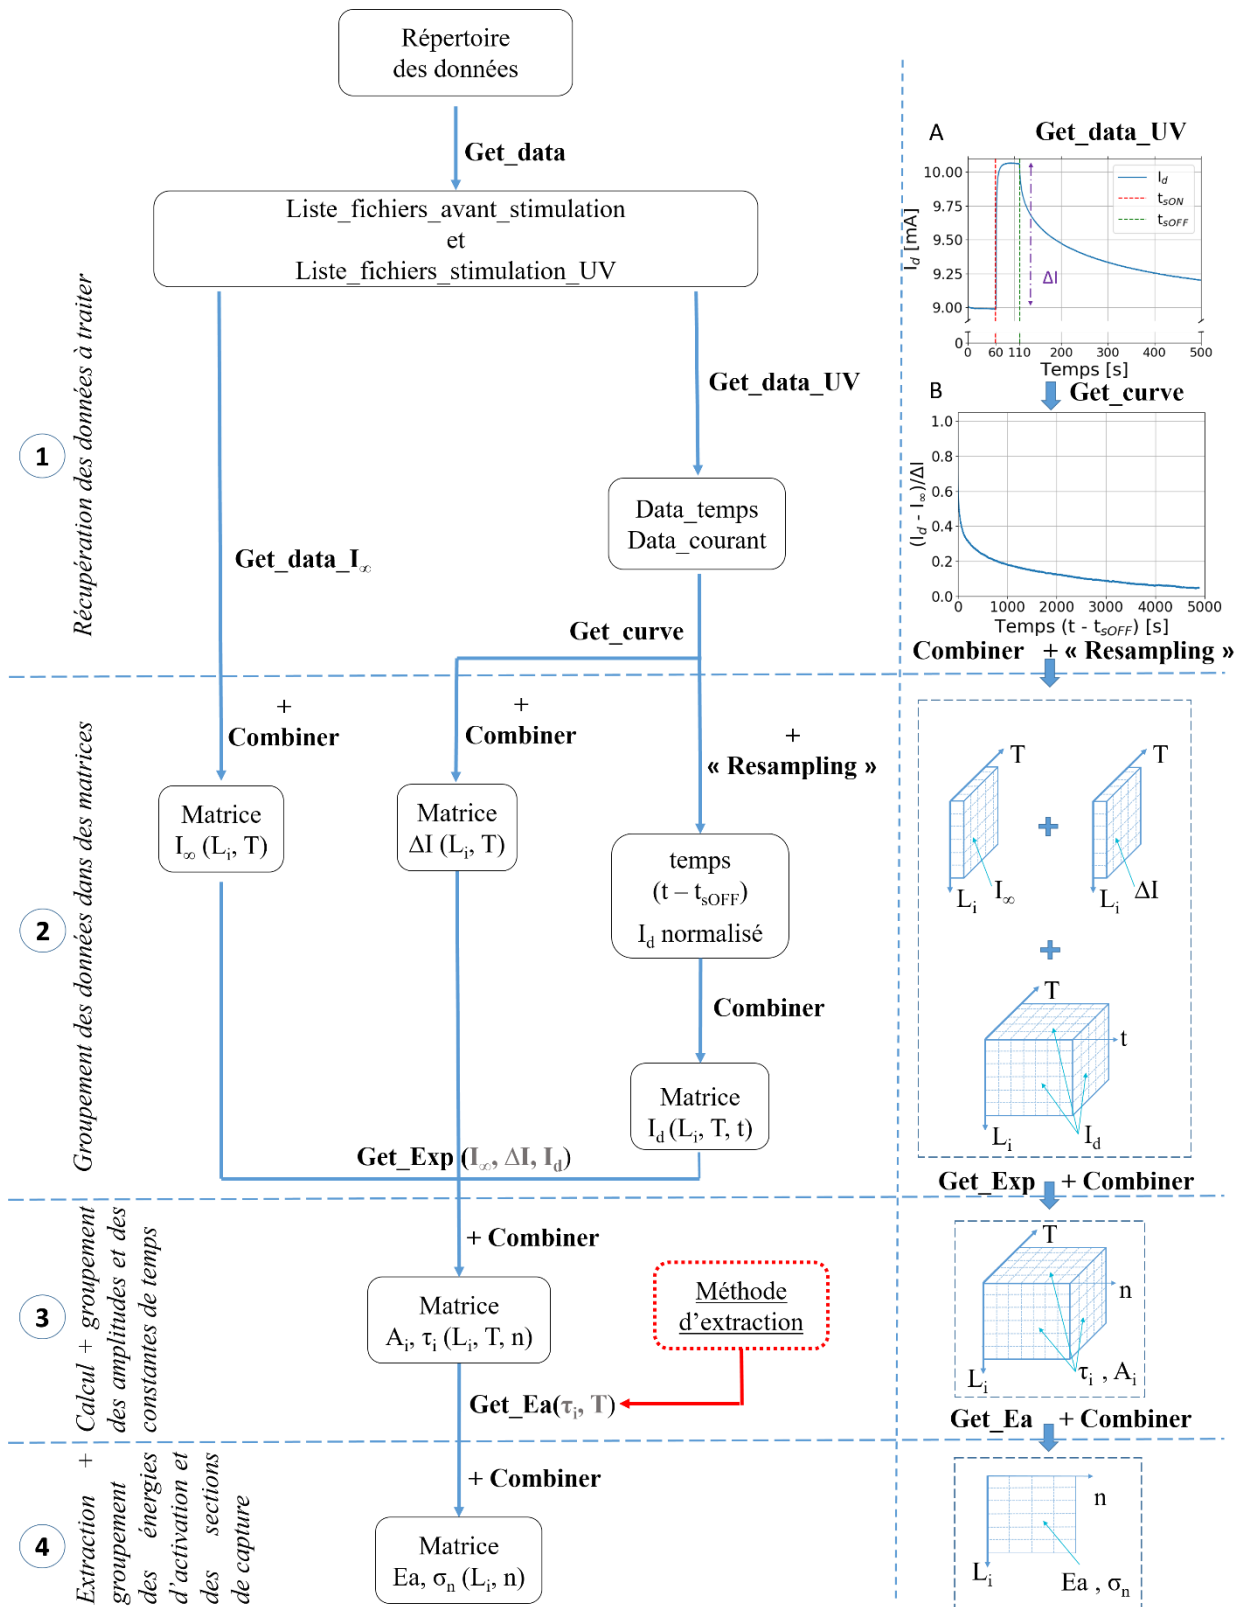 Répertoire
des données
Get_data
Liste_fichiers_avant_stimulation
et
Liste_fichiers_stimulation_UV
Get_data_UV
Data_temps
Data_courant
Get_data_I∞
Get_curve
1
Récupération des données à traiter
+
Combiner
+
Combiner
+
« Resampling »
Matrice
I∞ (Li, T)
Matrice
ΔI (Li, T)
temps
(t – tsOFF)
Id normalisé
Combiner
Matrice
Id (Li, T, t)
Get_Exp (I∞, ΔI, Id)
2
Groupement des données dans des matrices
+ Combiner
Matrice
Ai, τi (Li, T, n)
Méthode
d’extraction
Get_Ea(τi, T)
3
Calcul + groupement
des amplitudes et des
constantes de temps
+ Combiner
Matrice
Ea, σn (Li, n)
4
Extraction +
groupement
des énergies
d’activation et
des sections
de capture
A
Get_data_UV
10.00
9.75
9.50
9.25
9.00
0
Id [mA]
Id
tsON
tsOFF
ΔI
0 60 110 200 300 400 500
Temps [s]
B
Get_curve
1.0
0.8
0.6
0.4
0.2
0.0
(Id - I∞)/ΔI
0 1000 2000 3000 4000 5000
Temps (t - tsOFF) [s]
Combiner + « Resampling »
T
T
Li
I∞
Li
ΔI
T
t
Li
Id
Get_Exp + Combiner
T
n
Li
τi , Ai
Get_Ea + Combiner
n
Li
Ea , σn